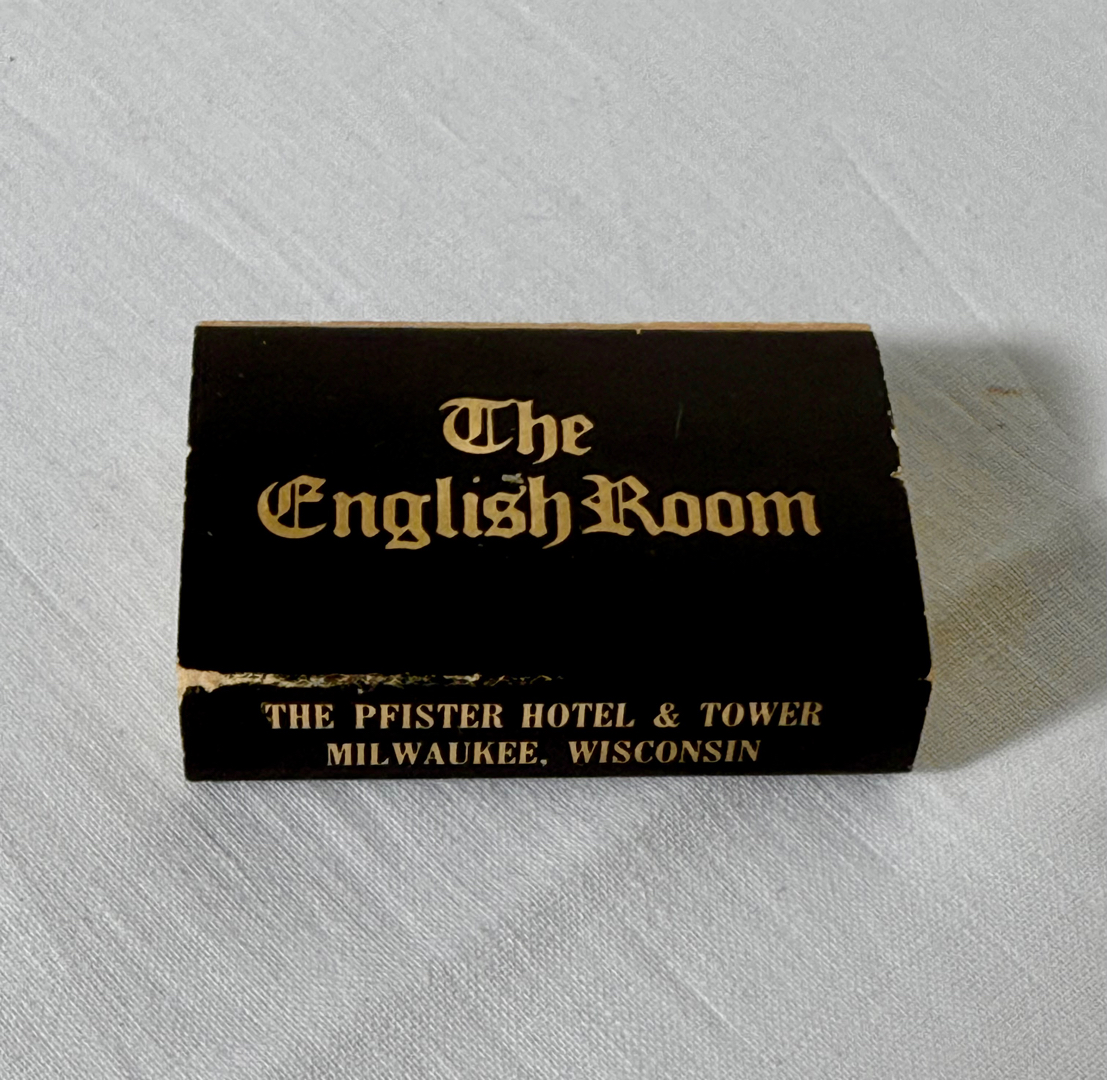 The
English Room
THE PFISTER HOTEL & TOWER
MILWAUKEE, WISCONSIN